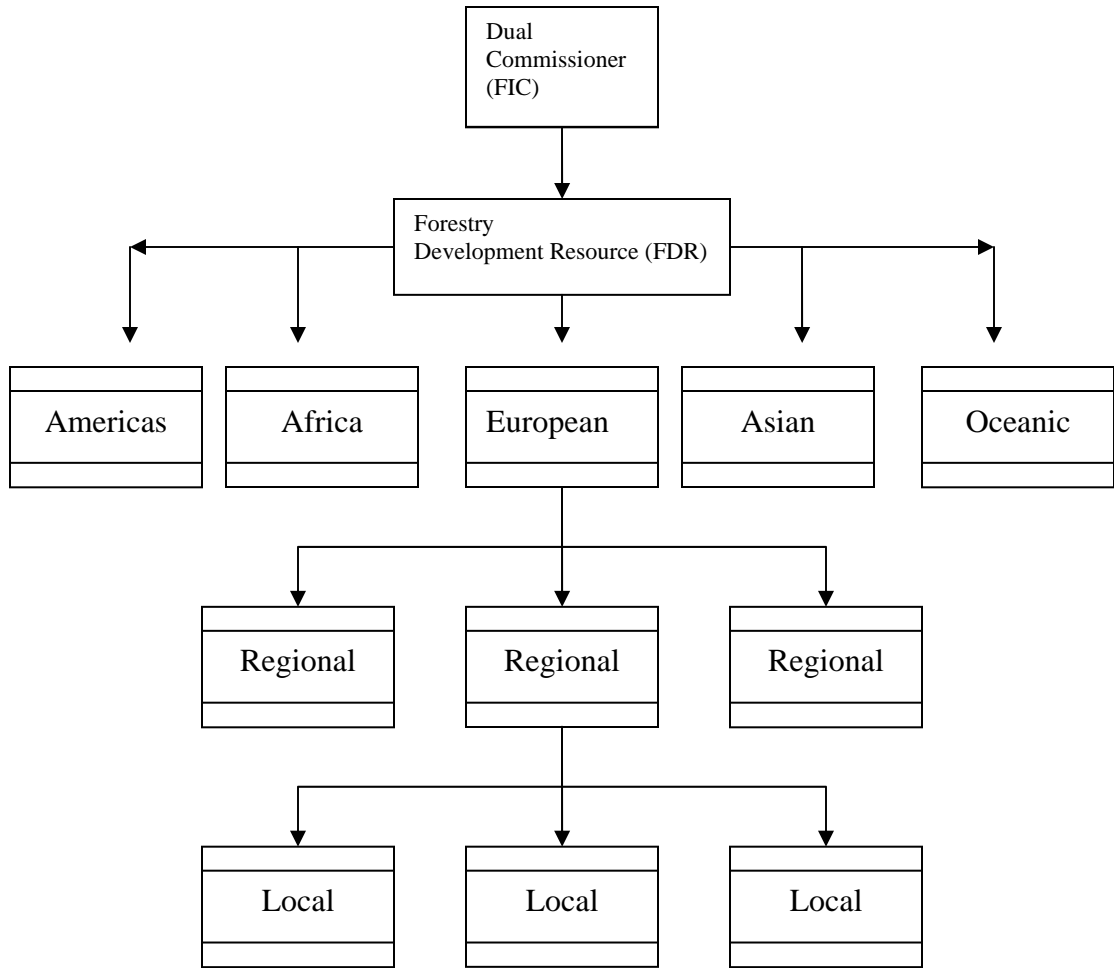 Dual
Commissioner
(FIC)
Forestry
Development Resource (FDR)
Americas
Africa
European
Asian
Oceanic
Regional
Regional
Regional
Local
Local
Local